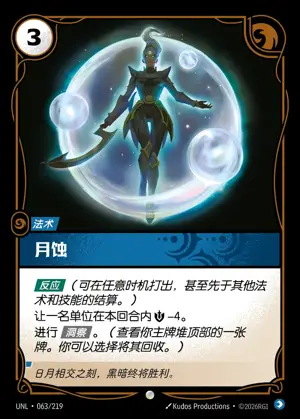 3
法术
月蚀
反应 (可在任意时机打出，甚至先于其他法
术和技能的结算。)
让一名单位在本回合内 -4。
进行 洞察 。(查看你主牌堆顶部的一张
牌。你可以选择将其回收。)
日月相交之刻，黑暗终将胜利。
UNL • 063/219 Kudos Productions • ©2026RGI